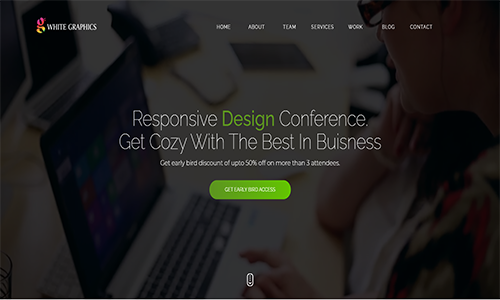 g WHITE GRAPHICS
HOME ABOUT TEAM SERVICES WORK BLOG CONTACT
Responsive Design Conference.
Get Cozy With The Best In Buisness
Get early bird discount of upto 50% off on more than 3 attendees.
GET EARLY BIRD ACCESS